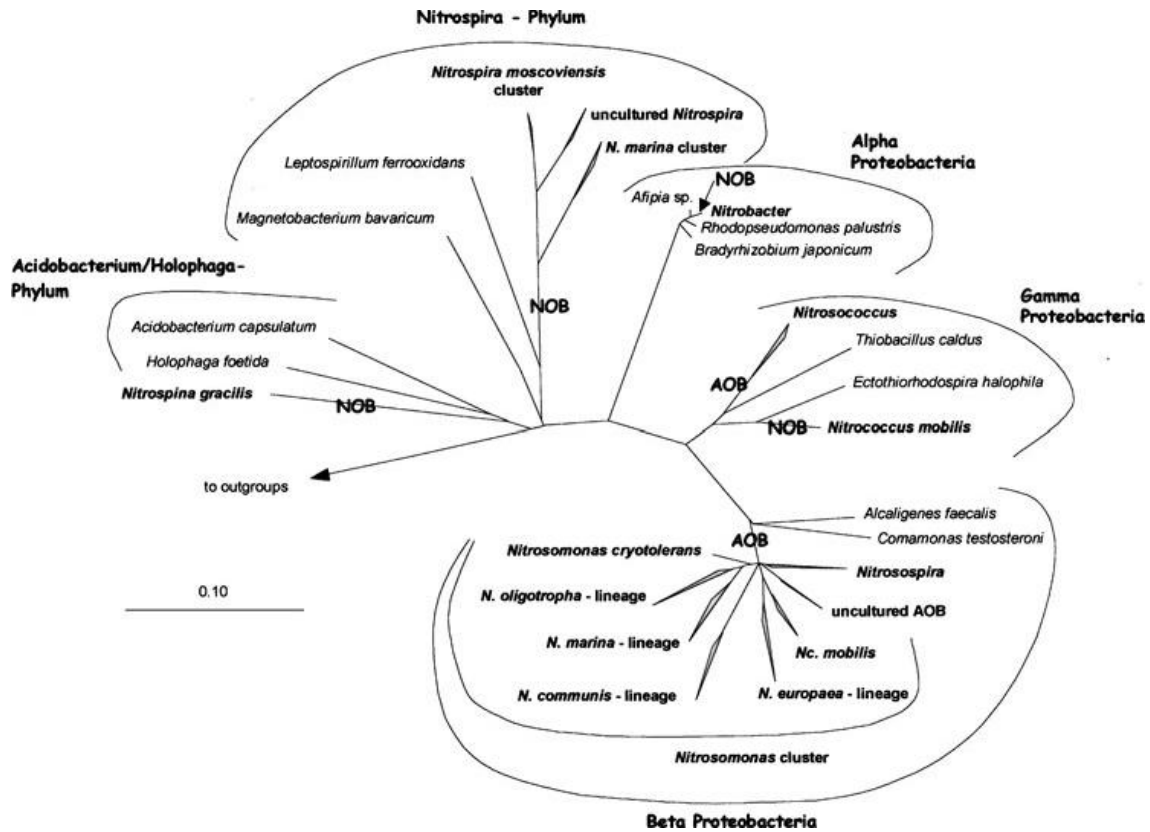 Nitrospira - Phylum
Nitrospira moscoviensis
cluster
uncultured Nitrospira
N. marina cluster
Leptospirillum ferrooxidans
Magnetobacterium bavaricum
NOB
Alpha
Proteobacteria
NOB
Afipia sp.
Nitrobacter
Rhodopseudomonas palustris
Bradyrhizobium japonicum
Acidobacterium/Holophaga-
Phylum
Acidobacterium capsulatum
Holophaga foetida
Nitrospina gracilis
NOB
Gamma
Proteobacteria
Nitrosococcus
Thiobacillus caldus
AOB
Ectothiorhodospira halophila
NOB
Nitrococcus mobilis
to outgroups
0.10
Alcaligenes faecalis
Comamonas testosteroni
AOB
Nitrosomonas cryotolerans
Nitrosospira
N. oligotropha - lineage
uncultured AOB
N. marina - lineage
Nc. mobilis
N. communis - lineage
N. europaea - lineage
Nitrosomonas cluster
Beta Proteobacteria